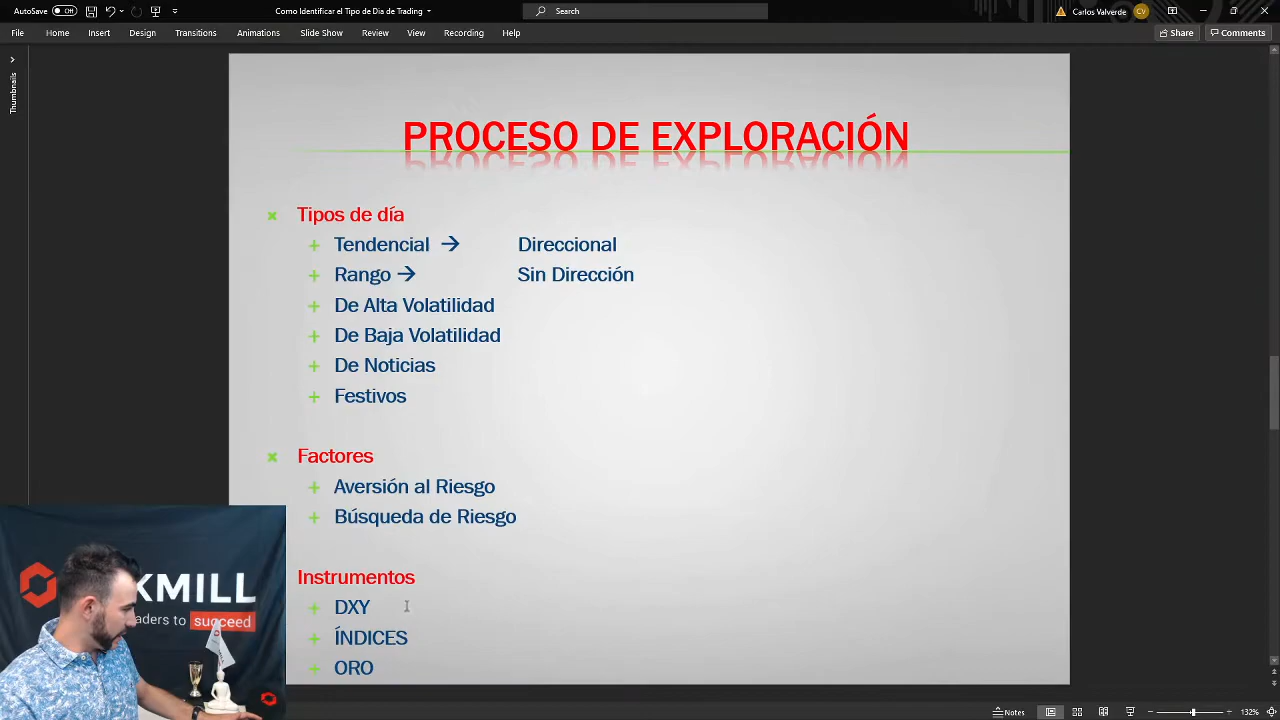 AutoSave Off
Como Identificar el Tipo de Dia de Trading
Search
Carlos Valverde
CV
File Home Insert Design Transitions Animations Slide Show Review View Recording Help
Share Comments
Thumbnails
PROCESO DE EXPLORACIÓN
Tipos de día
Tendencial → Direccional
Rango → Sin Dirección
De Alta Volatilidad
De Baja Volatilidad
De Noticias
Festivos
Factores
Aversión al Riesgo
Búsqueda de Riesgo
Instrumentos
DXY
ÍNDICES
ORO
KMILL
aders to succeed
Notes
132%